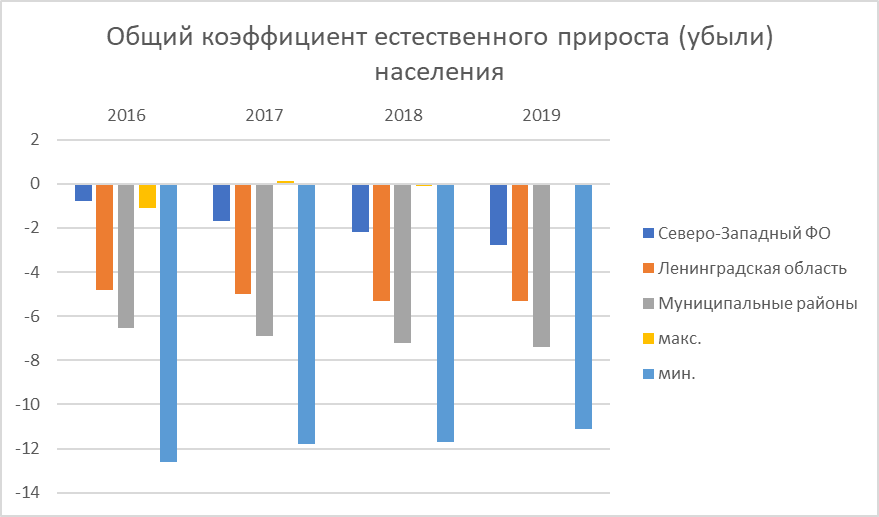 Общий коэффициент естественного прироста (убыли)
населения
2016 2017 2018 2019
2
0
-2
-4
-6
-8
-10
-12
-14
Северо-Западный ФО
Ленинградская область
Муниципальные районы
макс.
мин.